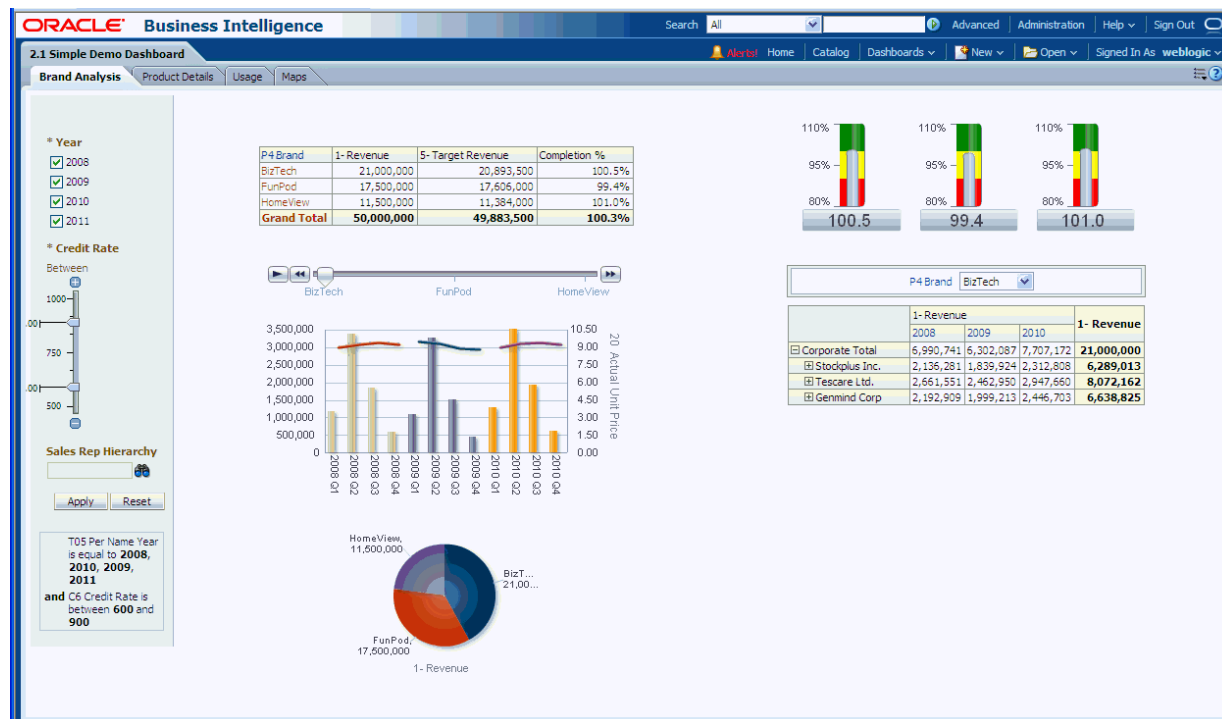 ORACLE Business Intelligence
Search All Advanced Administration Help Sign Out
2.1 Simple Demo Dashboard
Alerts! Home Catalog Dashboards New Open Signed In As weblogic
Brand Analysis Product Details Usage Maps
* Year
2008
2009
2010
2011
* Credit Rate
Between
1000
.00
750
.00
500
Sales Rep Hierarchy
Apply Reset
T05 Per Name Year
is equal to 2008,
2010, 2009,
2011
and C6 Credit Rate is
between 600 and
900
P4 Brand 1- Revenue 5- Target Revenue Completion %
BizTech 21,000,000 20,893,500 100.5%
FunPod 17,500,000 17,606,000 99.4%
HomeView 11,500,000 11,384,000 101.0%
Grand Total 50,000,000 49,883,500 100.3%
BizTech FunPod HomeView
3,500,000 10.50
3,000,000 9.00
2,500,000 7.50
2,000,000 6.00
1,500,000 4.50
1,000,000 3.00
500,000 1.50
0 0.00
20 Actual Unit Price
2008 Q1
2008 Q2
2008 Q3
2008 Q4
2009 Q1
2009 Q2
2009 Q3
2009 Q4
2010 Q1
2010 Q2
2010 Q3
2010 Q4
HomeView,
11,500,000
BizT...
21,00...
FunPod,
17,500,000
1- Revenue
110% 110% 110%
95% 95% 95%
80% 80% 80%
100.5 99.4 101.0
P4 Brand BizTech
1- Revenue 1- Revenue
2008 2009 2010
Corporate Total 6,990,741 6,302,087 7,707,172 21,000,000
Stockplus Inc. 2,136,281 1,839,924 2,312,808 6,289,013
Tescare Ltd. 2,661,551 2,462,950 2,947,660 8,072,162
Genmind Corp 2,192,909 1,999,213 2,446,703 6,638,825